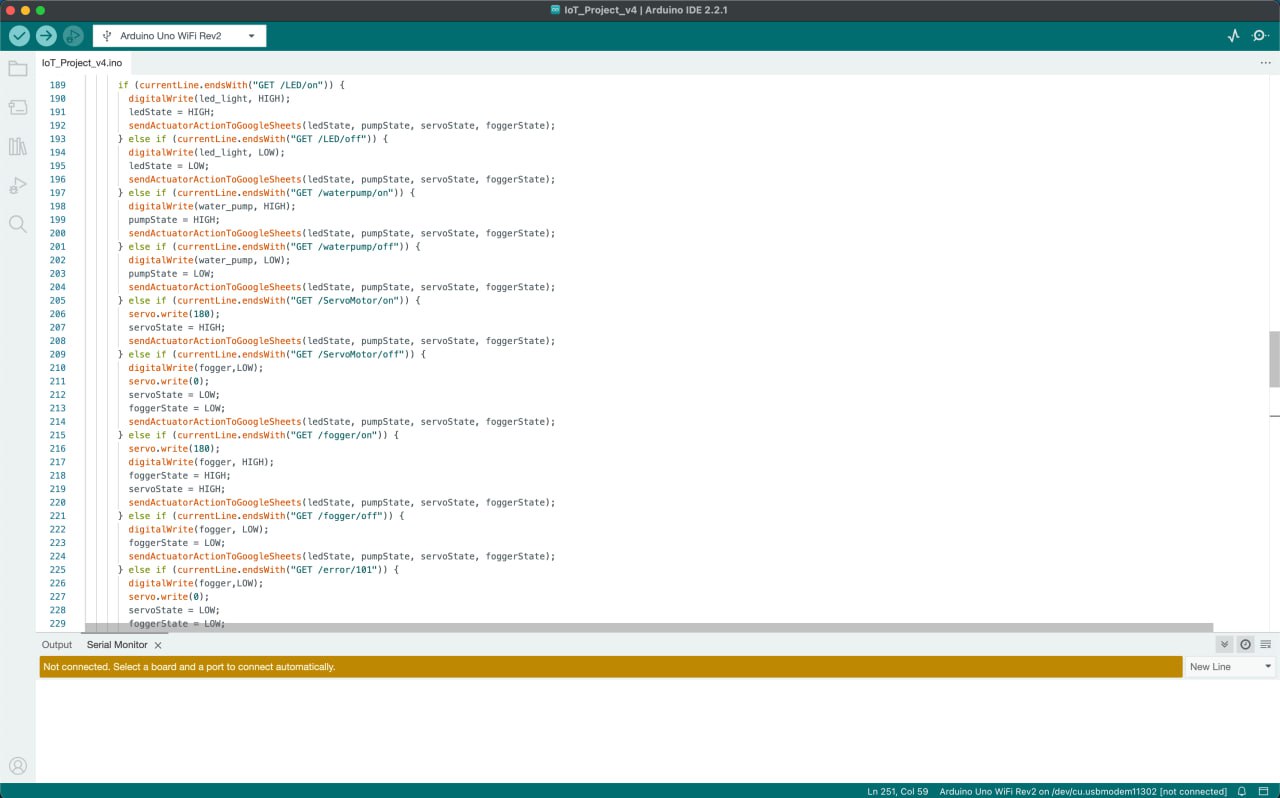 IoT_Project_v4 | Arduino IDE 2.2.1
Arduino Uno WiFi Rev2
IoT_Project_v4.ino
189 if (currentLine.endsWith("GET /LED/on")) {
190 digitalWrite(led_light, HIGH);
191 ledState = HIGH;
192 sendActuatorActionToGoogleSheets(ledState, pumpState, servoState, foggerState);
193 } else if (currentLine.endsWith("GET /LED/off")) {
194 digitalWrite(led_light, LOW);
195 ledState = LOW;
196 sendActuatorActionToGoogleSheets(ledState, pumpState, servoState, foggerState);
197 } else if (currentLine.endsWith("GET /waterpump/on")) {
198 digitalWrite(water_pump, HIGH);
199 pumpState = HIGH;
200 sendActuatorActionToGoogleSheets(ledState, pumpState, servoState, foggerState);
201 } else if (currentLine.endsWith("GET /waterpump/off")) {
202 digitalWrite(water_pump, LOW);
203 pumpState = LOW;
204 sendActuatorActionToGoogleSheets(ledState, pumpState, servoState, foggerState);
205 } else if (currentLine.endsWith("GET /ServoMotor/on")) {
206 servo.write(180);
207 servoState = HIGH;
208 sendActuatorActionToGoogleSheets(ledState, pumpState, servoState, foggerState);
209 } else if (currentLine.endsWith("GET /ServoMotor/off")) {
210 digitalWrite(fogger,LOW);
211 servo.write(0);
212 servoState = LOW;
213 foggerState = LOW;
214 sendActuatorActionToGoogleSheets(ledState, pumpState, servoState, foggerState);
215 } else if (currentLine.endsWith("GET /fogger/on")) {
216 servo.write(180);
217 digitalWrite(fogger, HIGH);
218 foggerState = HIGH;
219 servoState = HIGH;
220 sendActuatorActionToGoogleSheets(ledState, pumpState, servoState, foggerState);
221 } else if (currentLine.endsWith("GET /fogger/off")) {
222 digitalWrite(fogger, LOW);
223 foggerState = LOW;
224 sendActuatorActionToGoogleSheets(ledState, pumpState, servoState, foggerState);
225 } else if (currentLine.endsWith("GET /error/101")) {
226 digitalWrite(fogger,LOW);
227 servo.write(0);
228 servoState = LOW;
229 foggerState = LOW;
Output Serial Monitor
Not connected. Select a board and a port to connect automatically.
New Line
Ln 251, Col 59 Arduino Uno WiFi Rev2 on /dev/cu.usbmodem11302 [not connected]